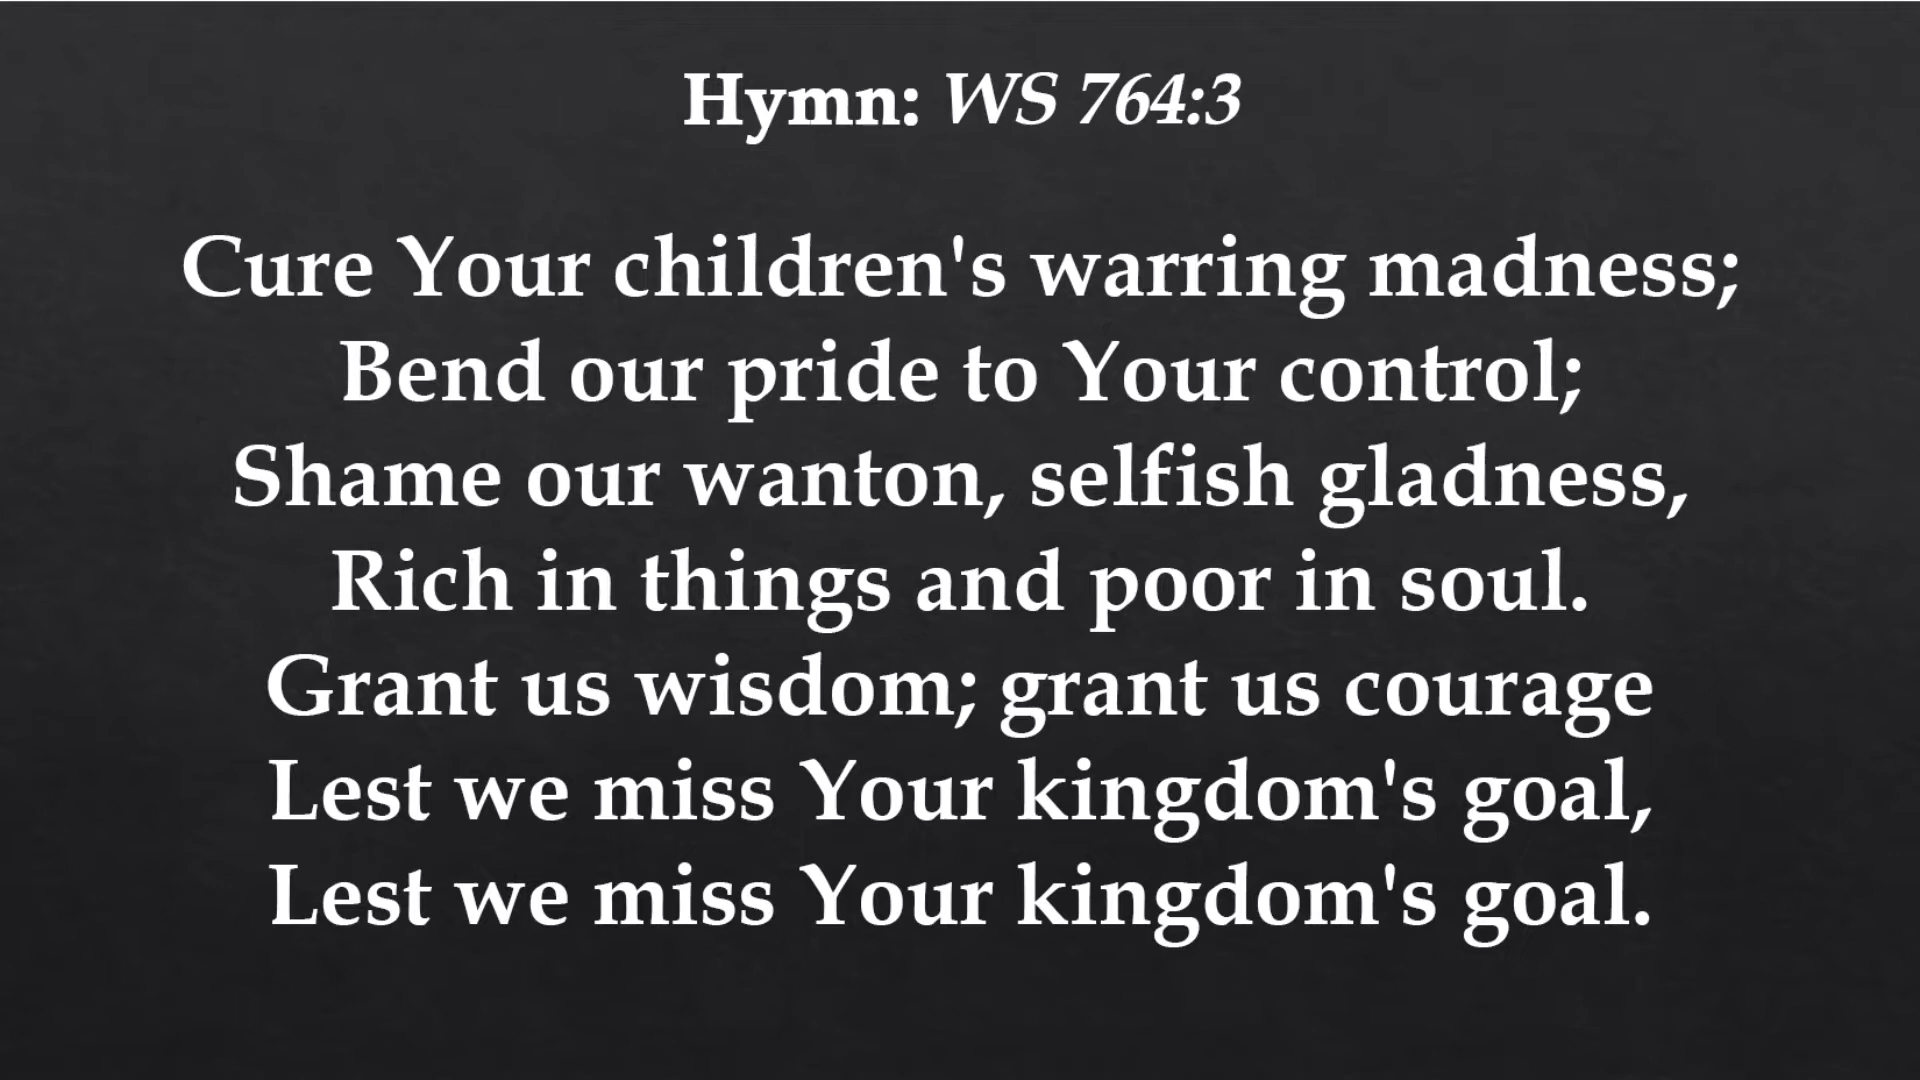 Hymn: WS 764:3
Cure Your children's warring madness;
Bend our pride to Your control;
Shame our wanton, selfish gladness,
Rich in things and poor in soul.
Grant us wisdom; grant us courage
Lest we miss Your kingdom's goal,
Lest we miss Your kingdom's goal.